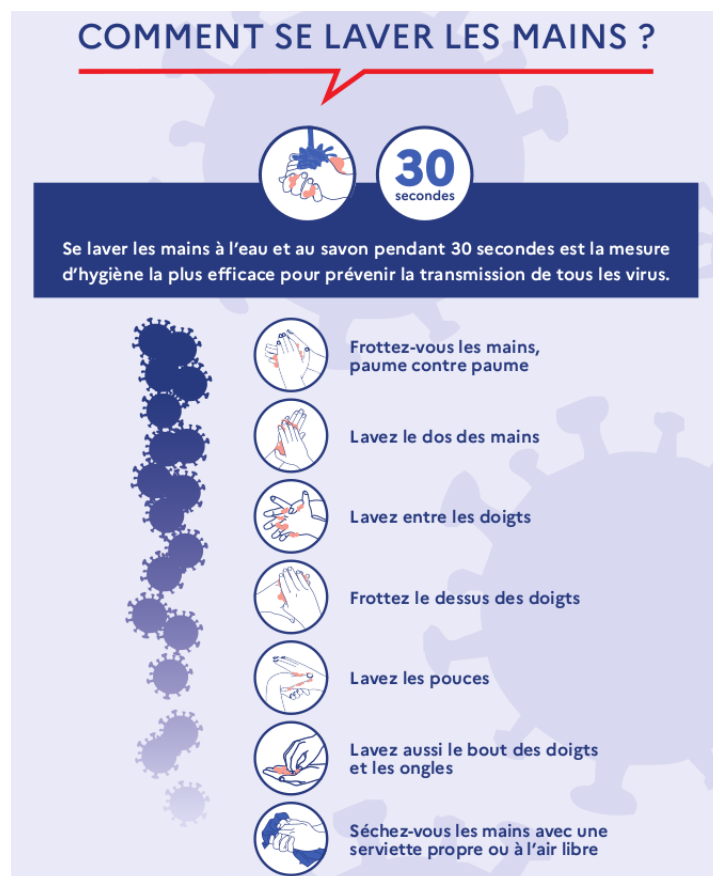 COMMENT SE LAVER LES MAINS ?
30
secondes
Se laver les mains à l'eau et au savon pendant 30 secondes est la mesure
d'hygiène la plus efficace pour prévenir la transmission de tous les virus.
Frottez-vous les mains,
paume contre paume
Lavez le dos des mains
Lavez entre les doigts
Frottez le dessus des doigts
Lavez les pouces
Lavez aussi le bout des doigts
et les ongles
Séchez-vous les mains avec une
serviette propre ou à l'air libre